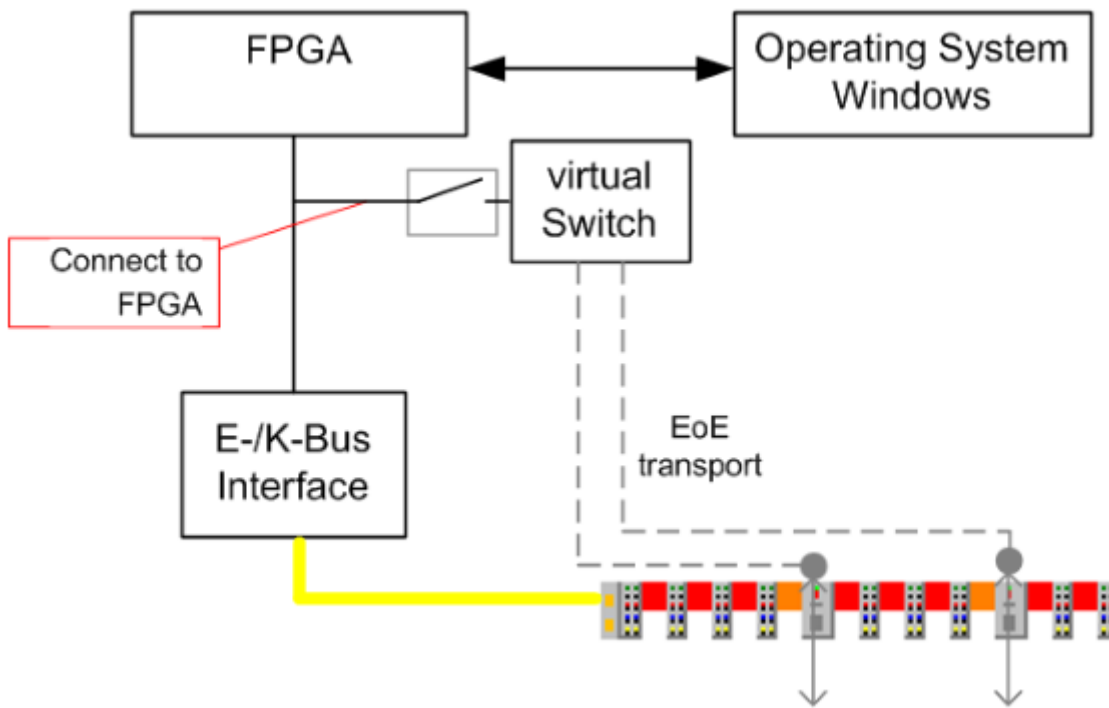 FPGA
Operating System
Windows
virtual
Switch
Connect to
FPGA
E-/K-Bus
Interface
EoE
transport